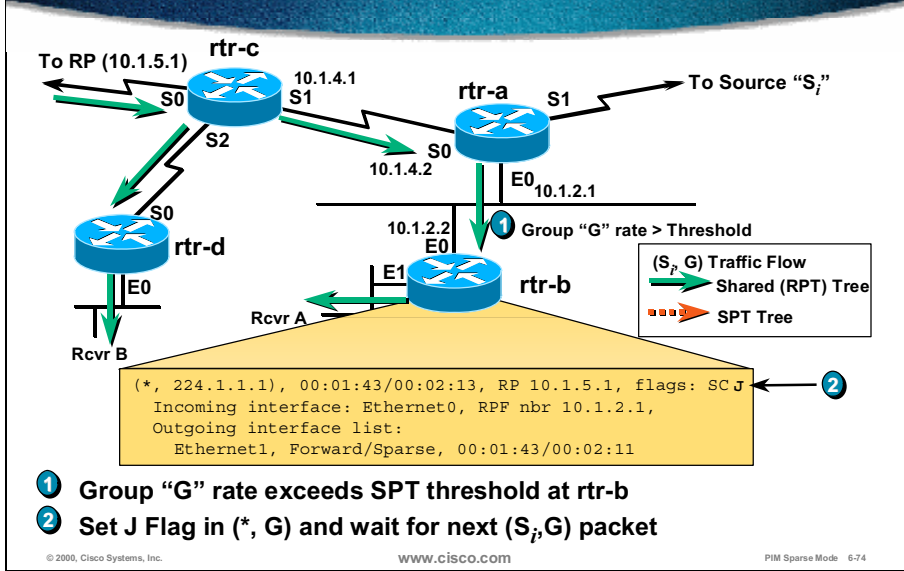 rtr-c
To RP (10.1.5.1)
10.1.4.1
rtr-a
S1
To Source “Si”
S0
S1
S2
S0
10.1.4.2
E0
10.1.2.1
S0
rtr-d
10.1.2.2
E0
1 Group “G” rate > Threshold
E0
E1
rtr-b
(Si, G) Traffic Flow
Shared (RPT) Tree
SPT Tree
Rcvr A
Rcvr B
(*, 224.1.1.1), 00:01:43/00:02:13, RP 10.1.5.1, flags: SC J
2
Incoming interface: Ethernet0, RPF nbr 10.1.2.1,
Outgoing interface list:
Ethernet1, Forward/Sparse, 00:01:43/00:02:11
1 Group “G” rate exceeds SPT threshold at rtr-b
2 Set J Flag in (*, G) and wait for next (Si,G) packet
© 2000, Cisco Systems, Inc.
www.cisco.com
PIM Sparse Mode 6-74